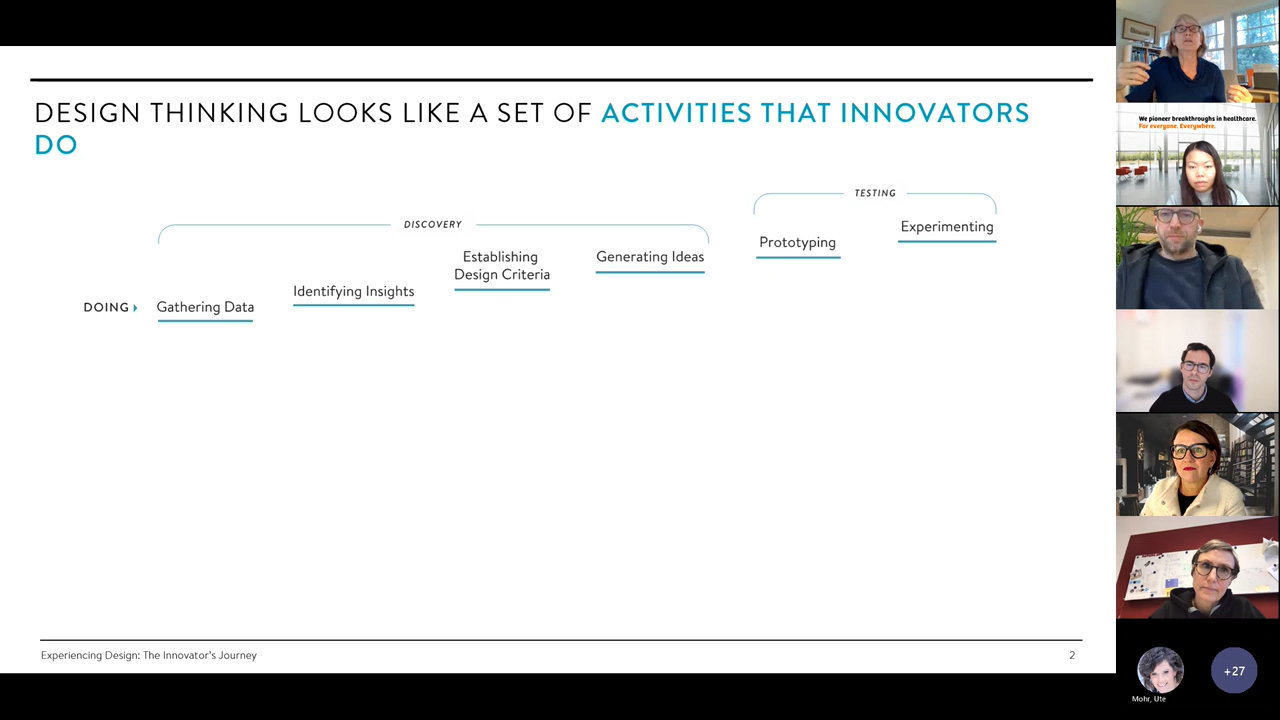 DESIGN THINKING LOOKS LIKE A SET OF ACTIVITIES THAT INNOVATORS
DO
DISCOVERY
TESTING
DOING
Gathering Data
Identifying Insights
Establishing
Design Criteria
Generating Ideas
Prototyping
Experimenting
Experiencing Design: The Innovator's Journey
2
We pioneer breakthroughs in healthcare.
For everyone. Everywhere.
Mohr, Ute
+27